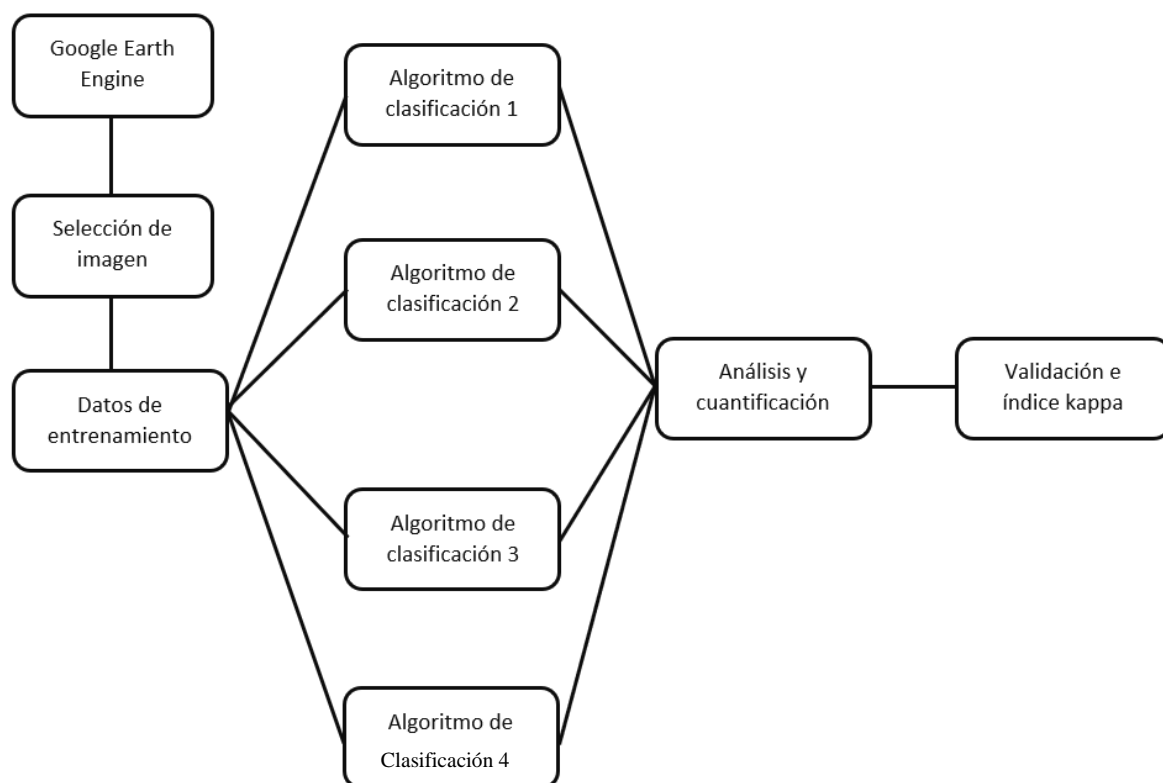 Google Earth
Engine
Selección de
imagen
Datos de
entrenamiento
Algoritmo de
clasificación 1
Algoritmo de
clasificación 2
Algoritmo de
clasificación 3
Algoritmo de
Clasificación 4
Análisis y
cuantificación
Validación e
índice kappa